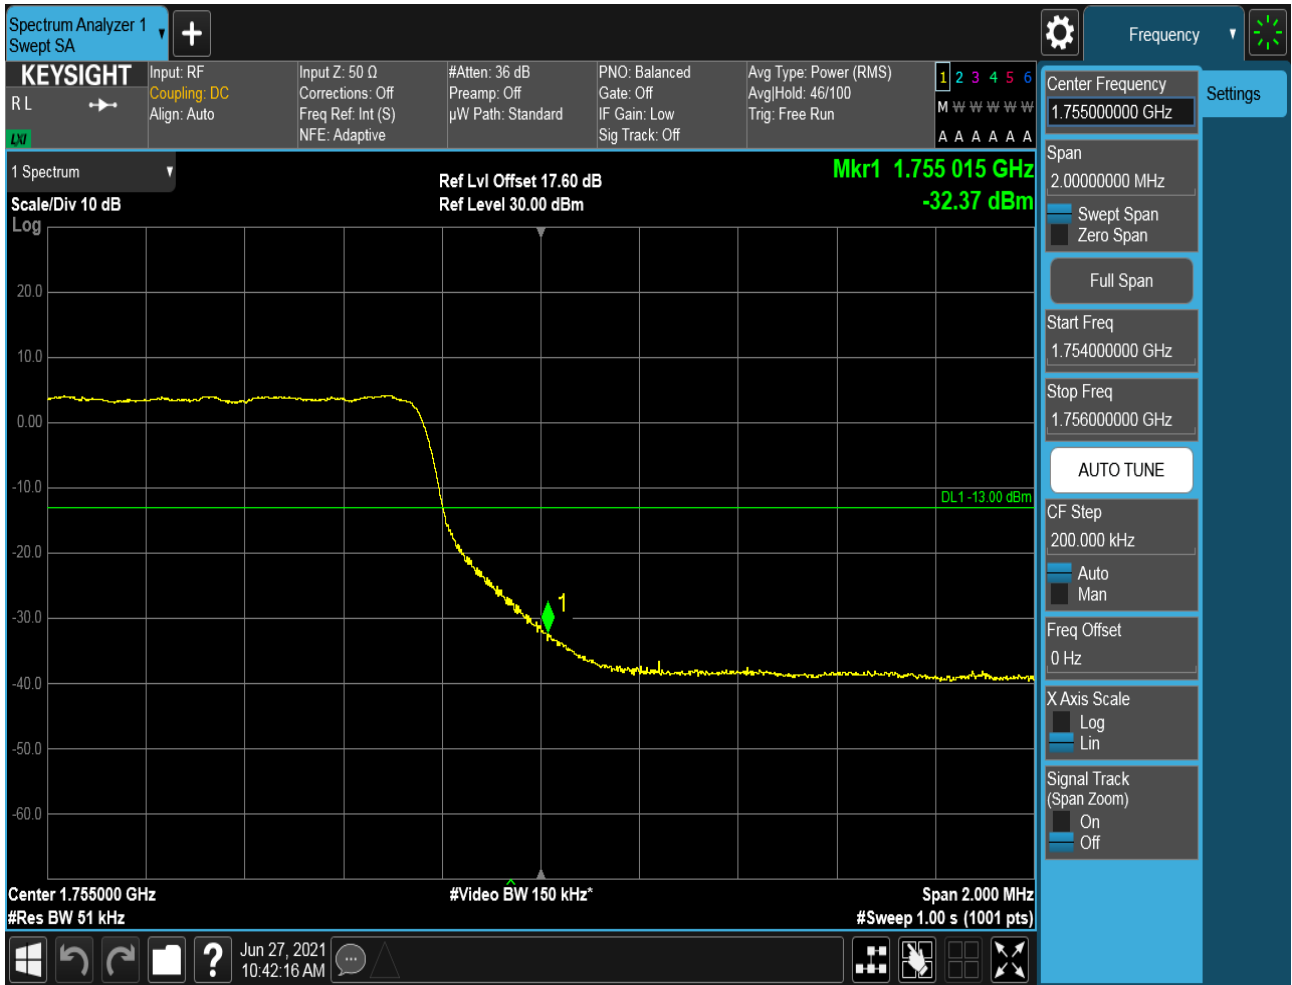 Spectrum Analyzer 1
Swept SA
Frequency
KEYSIGHT
R L
LXI
Input: RF
Coupling: DC
Align: Auto
Input Z: 50 Ω
Corrections: Off
Freq Ref: Int (S)
NFE: Adaptive
#Atten: 36 dB
Preamp: Off
µW Path: Standard
PNO: Balanced
Gate: Off
IF Gain: Low
Sig Track: Off
Avg Type: Power (RMS)
Avg|Hold: 46/100
Trig: Free Run
1 2 3 4 5 6
M W W W W W
A A A A A A
1 Spectrum
Scale/Div 10 dB
Log
Ref Lvl Offset 17.60 dB
Ref Level 30.00 dBm
Mkr1 1.755 015 GHz
-32.37 dBm
20.0
10.0
0.00
-10.0
DL1 -13.00 dBm
-20.0
1
-30.0
-40.0
-50.0
-60.0
Center 1.755000 GHz
#Video BW 150 kHz*
Span 2.000 MHz
#Res BW 51 kHz
#Sweep 1.00 s (1001 pts)
?
Jun 27, 2021
10:42:16 AM
Center Frequency
1.755000000 GHz
Settings
Span
2.00000000 MHz
Swept Span
Zero Span
Full Span
Start Freq
1.754000000 GHz
Stop Freq
1.756000000 GHz
AUTO TUNE
CF Step
200.000 kHz
Auto
Man
Freq Offset
0 Hz
X Axis Scale
Log
Lin
Signal Track
(Span Zoom)
On
Off